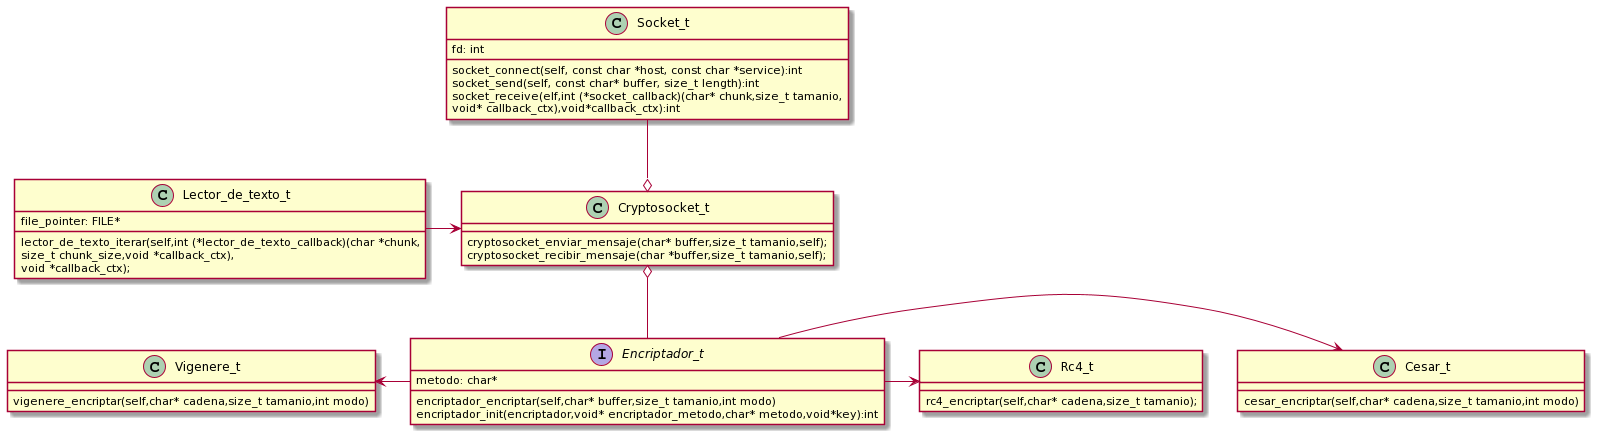 C Socket_t
fd: int
socket_connect(self, const char *host, const char *service):int
socket_send(self, const char* buffer, size_t length):int
socket_receive(elf,int (*socket_callback)(char* chunk,size_t tamanio,
void* callback_ctx),void*callback_ctx):int
C Lector_de_texto_t
file_pointer: FILE*
lector_de_texto_iterar(self,int (*lector_de_texto_callback)(char *chunk,
size_t chunk_size,void *callback_ctx),
void *callback_ctx);
C Cryptosocket_t
cryptosocket_enviar_mensaje(char* buffer,size_t tamanio,self);
cryptosocket_recibir_mensaje(char *buffer,size_t tamanio,self);
C Vigenere_t
vigenere_encriptar(self,char* cadena,size_t tamanio,int modo)
I Encriptador_t
metodo: char*
encriptador_encriptar(self,char* buffer,size_t tamanio,int modo)
encriptador_init(encriptador,void* encriptador_metodo,char* metodo,void*key):int
C Rc4_t
rc4_encriptar(self,char* cadena,size_t tamanio);
C Cesar_t
cesar_encriptar(self,char* cadena,size_t tamanio,int modo)